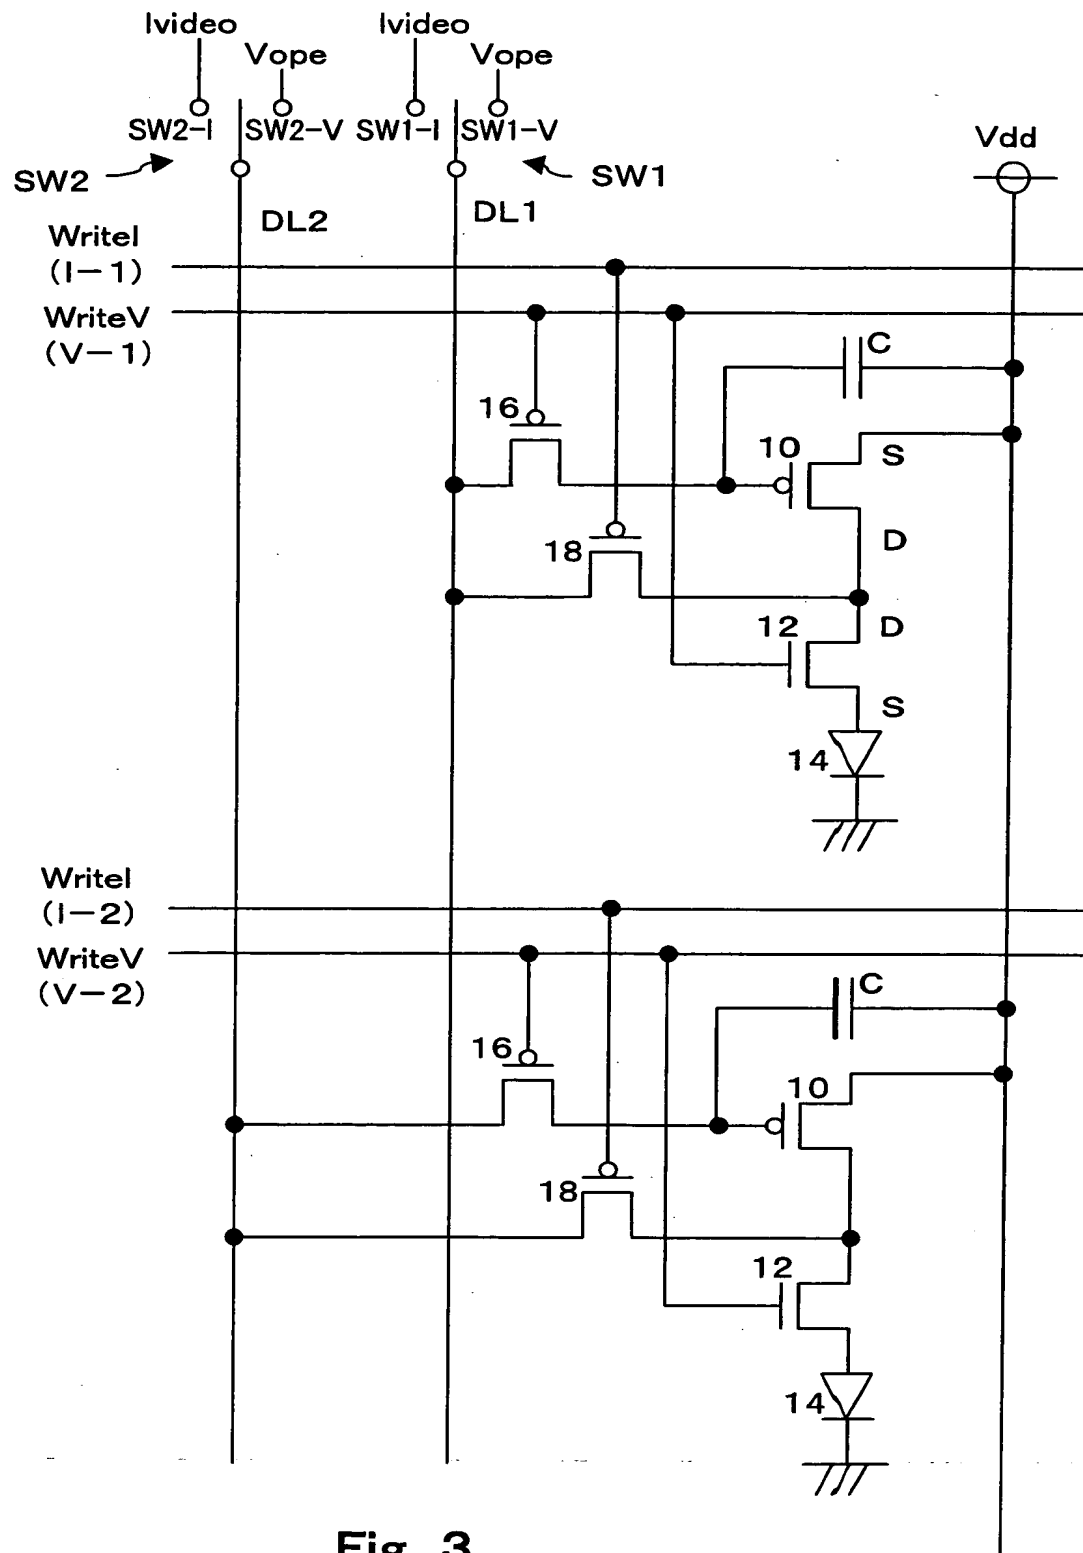 Ivideo Ivideo
Vope Vope
SW2-I SW2-V SW1-I SW1-V
Vdd
SW2 SW1
DL2 DL1
WriteI
(I-1)
WriteV
(V-1)
C
16
10
S
18
D
12
D
S
14
WriteI
(I-2)
WriteV
(V-2)
C
16
10
18
12
14
Fig. 3